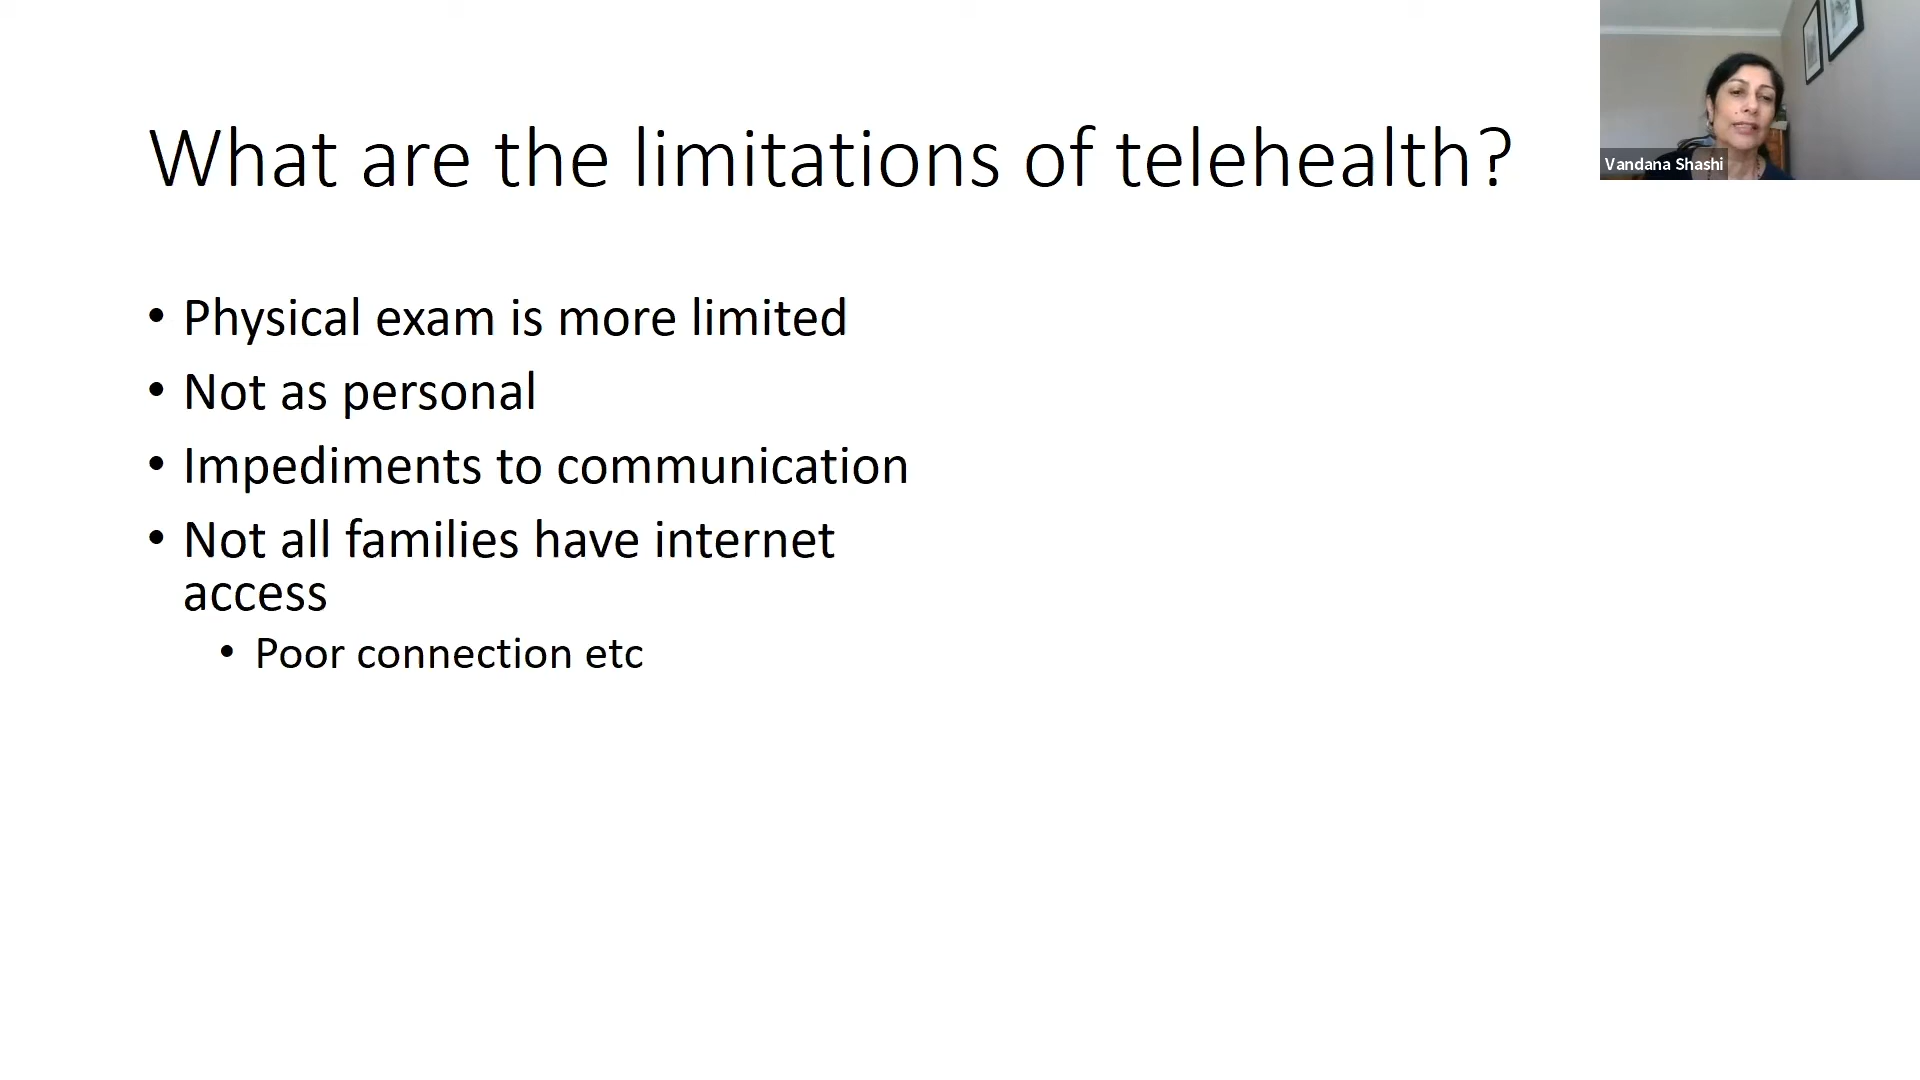 What are the limitations of telehealth?
Vandana Shashi
• Physical exam is more limited
• Not as personal
• Impediments to communication
• Not all families have internet
access
• Poor connection etc